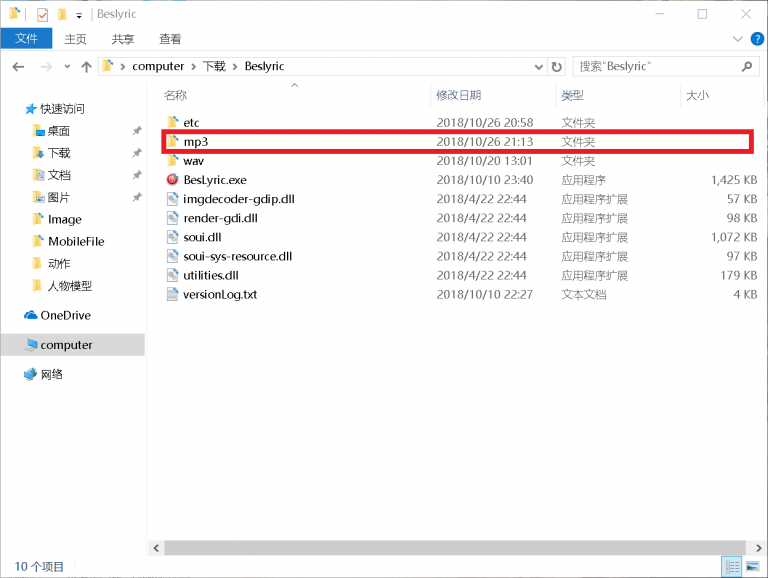 Beslyric
文件 主页 共享 查看
computer 下载 Beslyric 搜索"Beslyric"
名称 修改日期 类型 大小
快速访问
桌面
下载
文档
图片
Image
MobileFile
动作
人物模型
OneDrive
computer
网络
etc 2018/10/26 20:58 文件夹
mp3 2018/10/26 21:13 文件夹
wav 2018/10/20 13:01 文件夹
BesLyric.exe 2018/10/10 23:40 应用程序 1,425 KB
imgdecoder-gdip.dll 2018/4/22 22:44 应用程序扩展 57 KB
render-gdi.dll 2018/4/22 22:44 应用程序扩展 98 KB
soui.dll 2018/4/22 22:44 应用程序扩展 1,072 KB
soui-sys-resource.dll 2018/4/22 22:44 应用程序扩展 97 KB
utilities.dll 2018/4/22 22:44 应用程序扩展 179 KB
versionLog.txt 2018/10/10 22:27 文本文档 4 KB
10 个项目